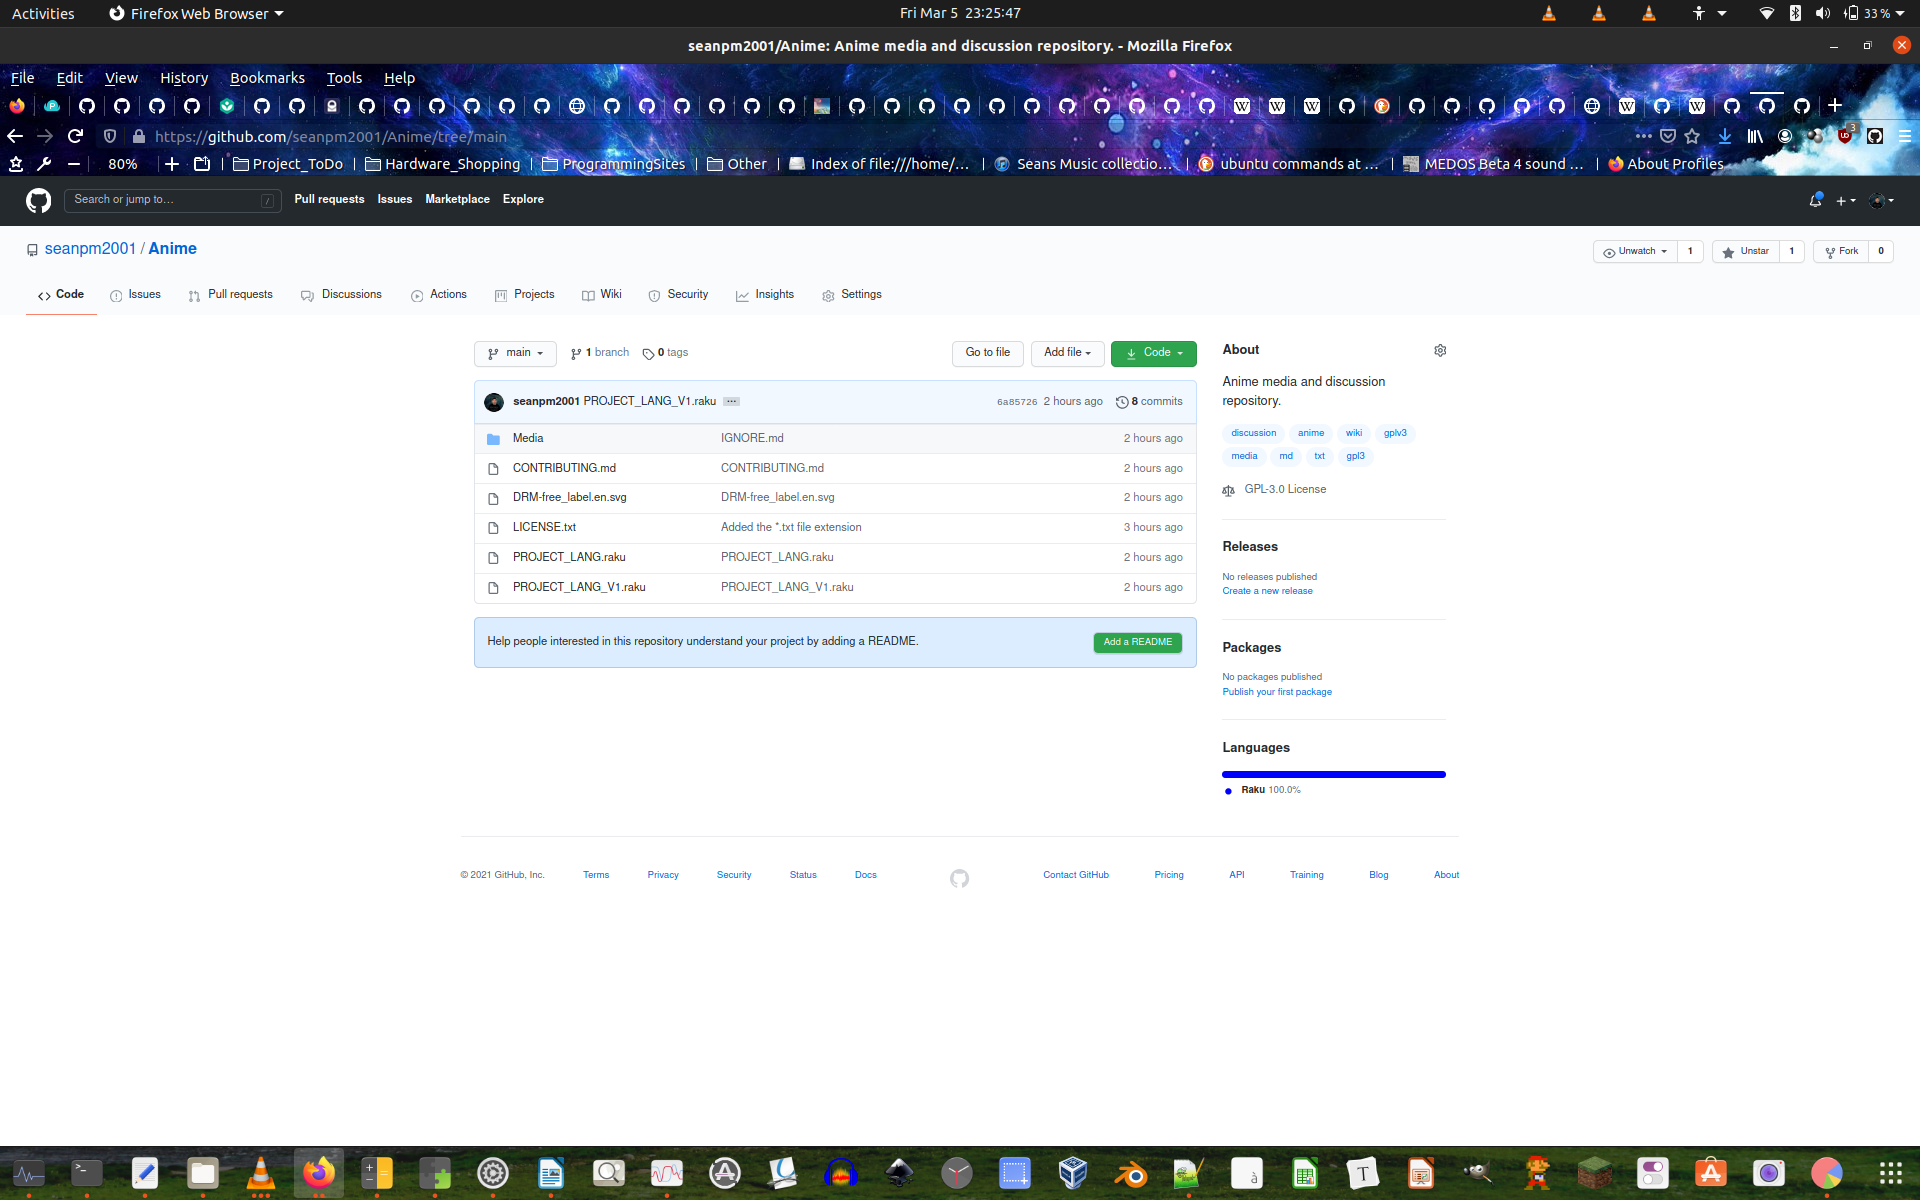 Activities Firefox Web Browser Fri Mar 5 23:25:47 33 %
seanpm2001/Anime: Anime media and discussion repository. - Mozilla Firefox
File Edit View History Bookmarks Tools Help
https://github.com/seanpm2001/Anime/tree/main 3
80% Project_ToDo Hardware_Shopping ProgrammingSites Other Index of file:///home/… Seans Music collectio… ubuntu commands at … MEDOS Beta 4 sound … About Profiles
Search or jump to… / Pull requests Issues Marketplace Explore
seanpm2001 / Anime Unwatch 1 Unstar 1 Fork 0
Code Issues Pull requests Discussions Actions Projects Wiki Security Insights Settings
main 1 branch 0 tags Go to file Add file Code
seanpm2001 PROJECT_LANG_V1.raku ... 6a85726 2 hours ago 8 commits
Media IGNORE.md 2 hours ago
CONTRIBUTING.md CONTRIBUTING.md 2 hours ago
DRM-free_label.en.svg DRM-free_label.en.svg 2 hours ago
LICENSE.txt Added the *.txt file extension 3 hours ago
PROJECT_LANG.raku PROJECT_LANG.raku 2 hours ago
PROJECT_LANG_V1.raku PROJECT_LANG_V1.raku 2 hours ago
Help people interested in this repository understand your project by adding a README. Add a README
About
Anime media and discussion
repository.
discussion anime wiki gplv3
media md txt gpl3
GPL-3.0 License
Releases
No releases published
Create a new release
Packages
No packages published
Publish your first package
Languages
Raku 100.0%
© 2021 GitHub, Inc. Terms Privacy Security Status Docs Contact GitHub Pricing API Training Blog About